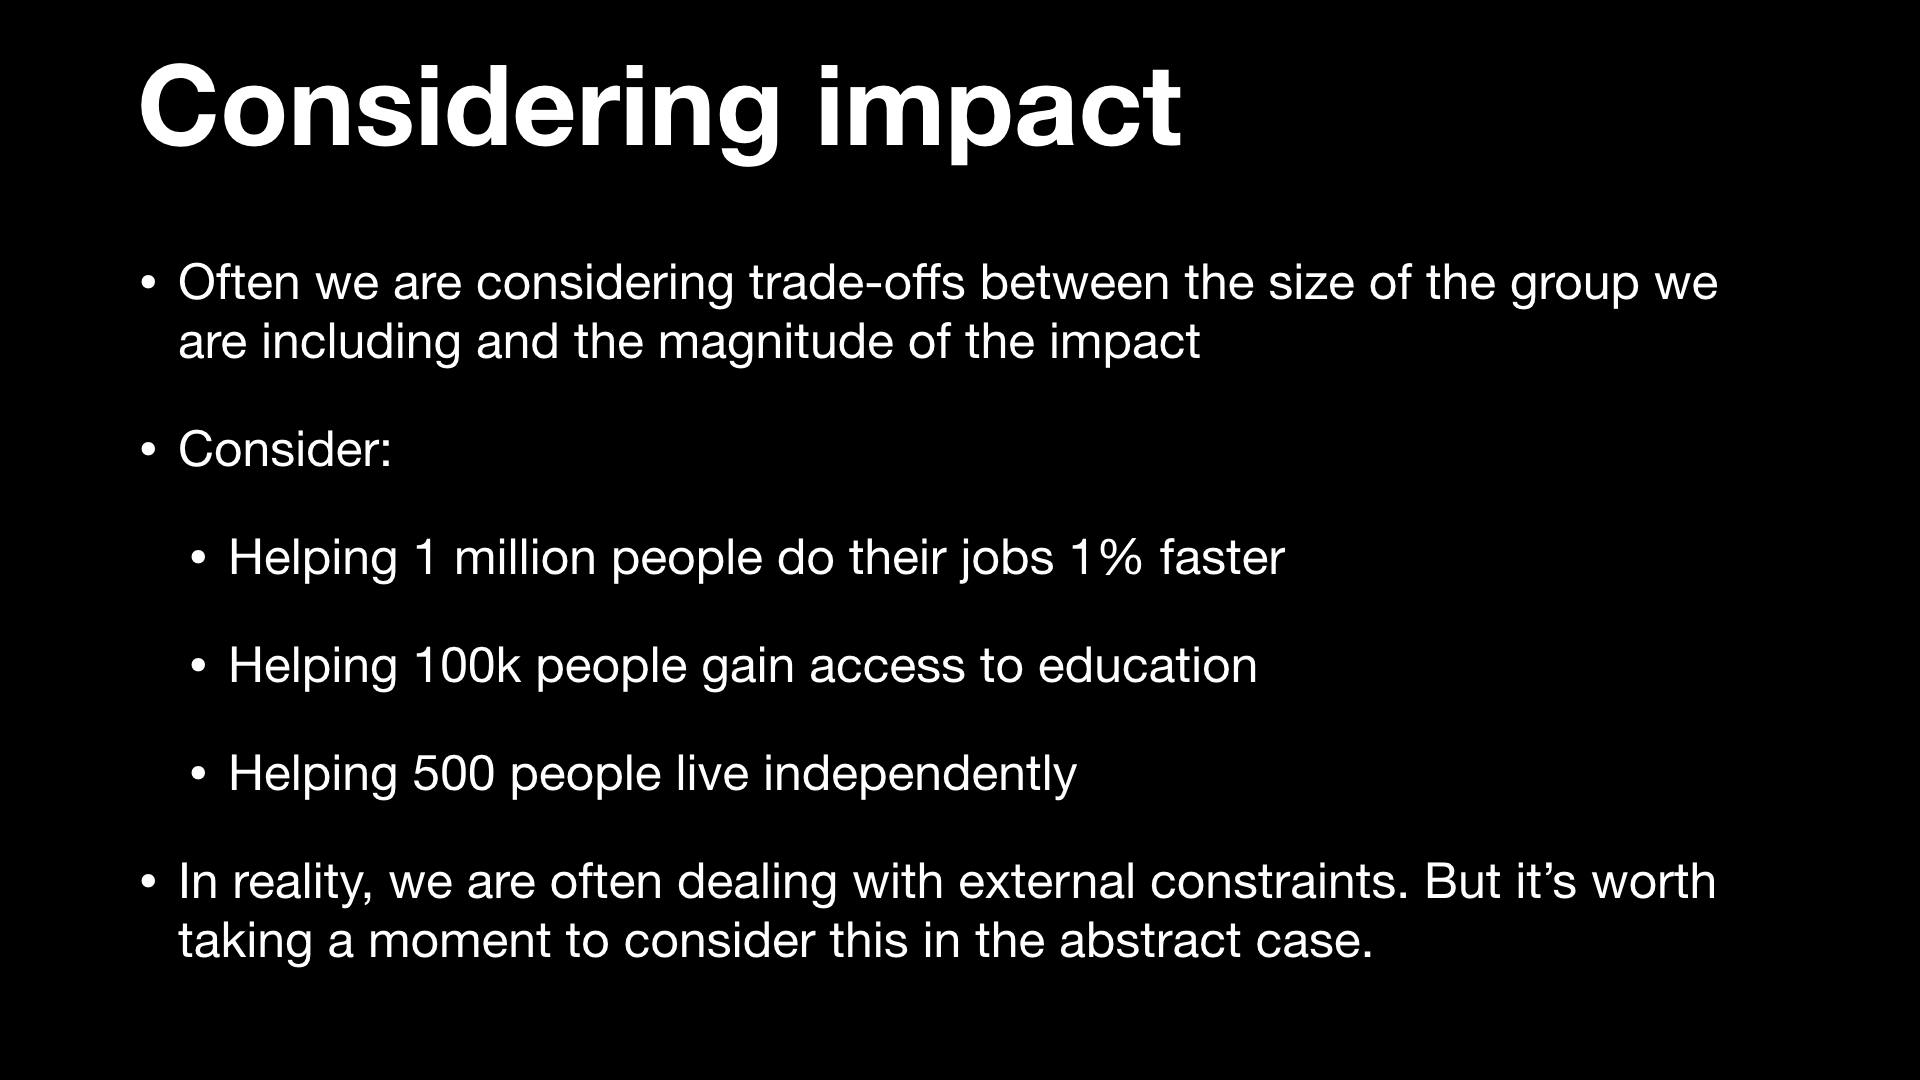 Considering impact
• Often we are considering trade-offs between the size of the group we
are including and the magnitude of the impact
• Consider:
• Helping 1 million people do their jobs 1% faster
• Helping 100k people gain access to education
• Helping 500 people live independently
• In reality, we are often dealing with external constraints. But it’s worth
taking a moment to consider this in the abstract case.